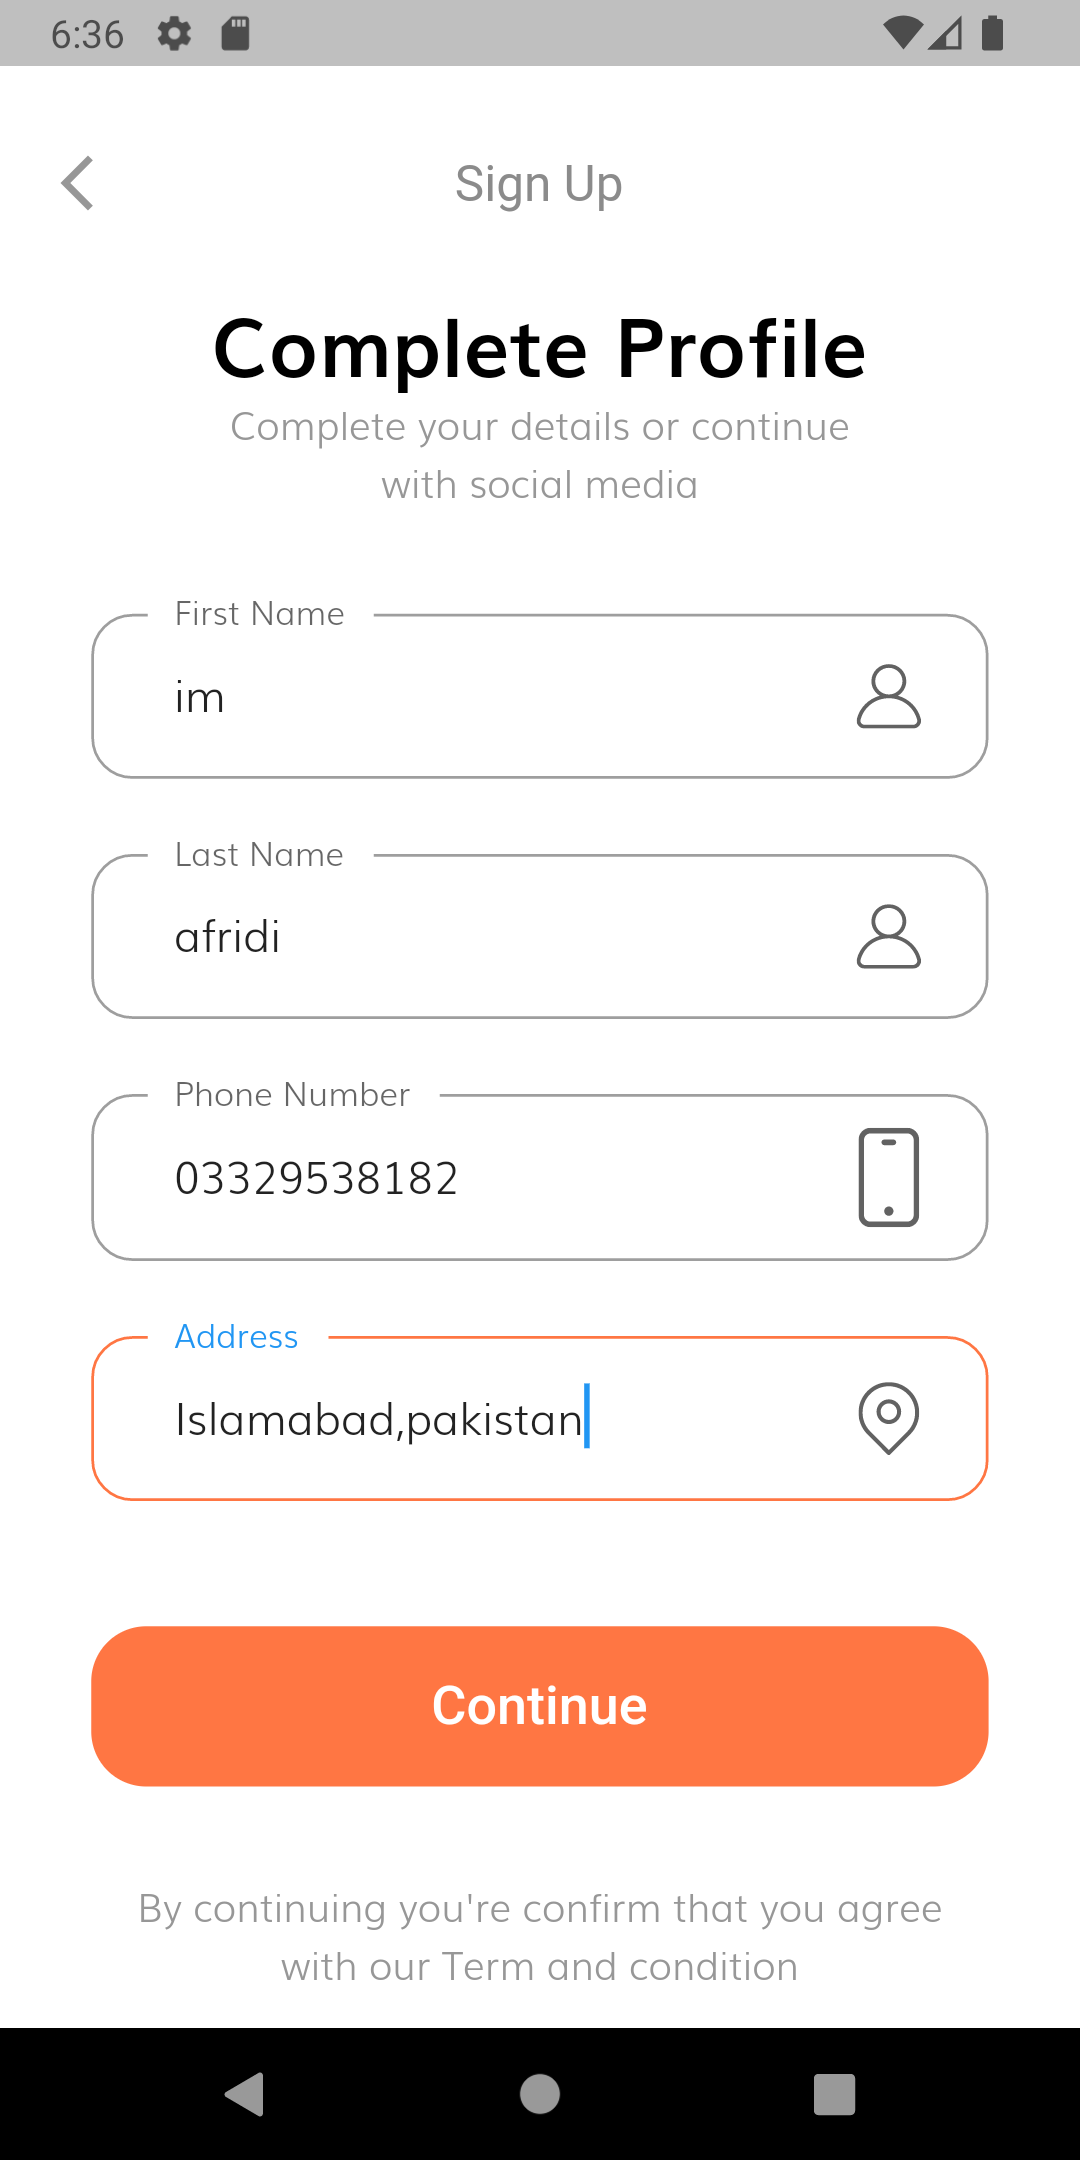 6:36
Sign Up
Complete Profile
Complete your details or continue
with social media
First Name
im
Last Name
afridi
Phone Number
03329538182
Address
Islamabad,pakistan
Continue
By continuing you're confirm that you agree
with our Term and condition